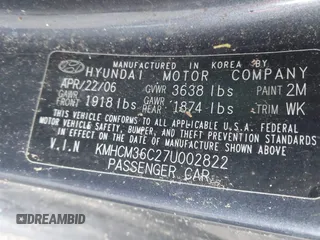 MANUFACTURED IN KOREA BY
HYUNDAI MOTOR COMPANY
APR/22/06 GVWR 3638 lbs PAINT 2M
GAWR FRONT 1918 lbs GAWR REAR 1874 lbs TRIM WK
THIS VEHICLE CONFORMS TO ALL APPLICABLE U.S.
FEDERAL MOTOR VEHICLE SAFETY, BUMPER, AND THEFT PREVENTION
STANDARDS IN EFFECT ON THE DATE OF
MANUFACTURE SHOWN ABOVE.
V.I.N KMHCM36C27U002822
PASSENGER CAR
DREAMBID